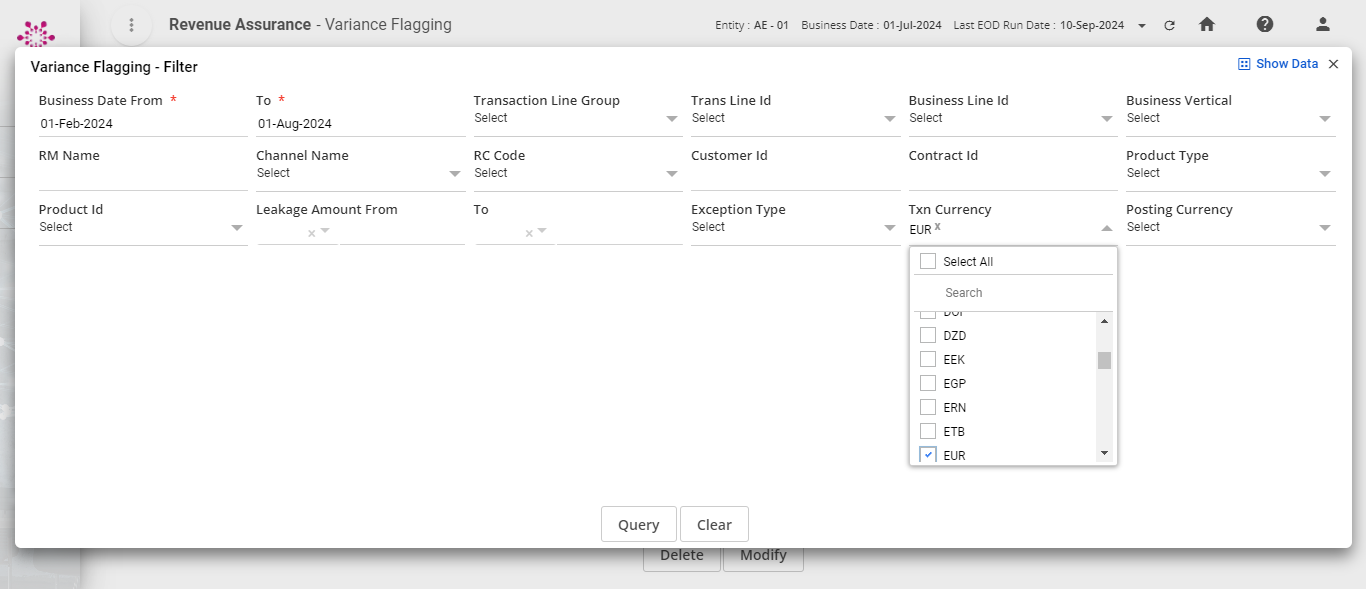 Revenue Assurance - Variance Flagging
Entity : AE - 01 Business Date : 01-Jul-2024 Last EOD Run Date : 10-Sep-2024
Variance Flagging - Filter
Show Data
Business Date From * To * Transaction Line Group Trans Line Id Business Line Id Business Vertical
01-Feb-2024 01-Aug-2024 Select Select Select Select
RM Name Channel Name RC Code Customer Id Contract Id Product Type
Select Select Select
Product Id Leakage Amount From To Exception Type Txn Currency Posting Currency
Select Select EUR x Select
Select All
Search
DZD
EEK
EGP
ERN
ETB
EUR
Query Clear
Delete Modify